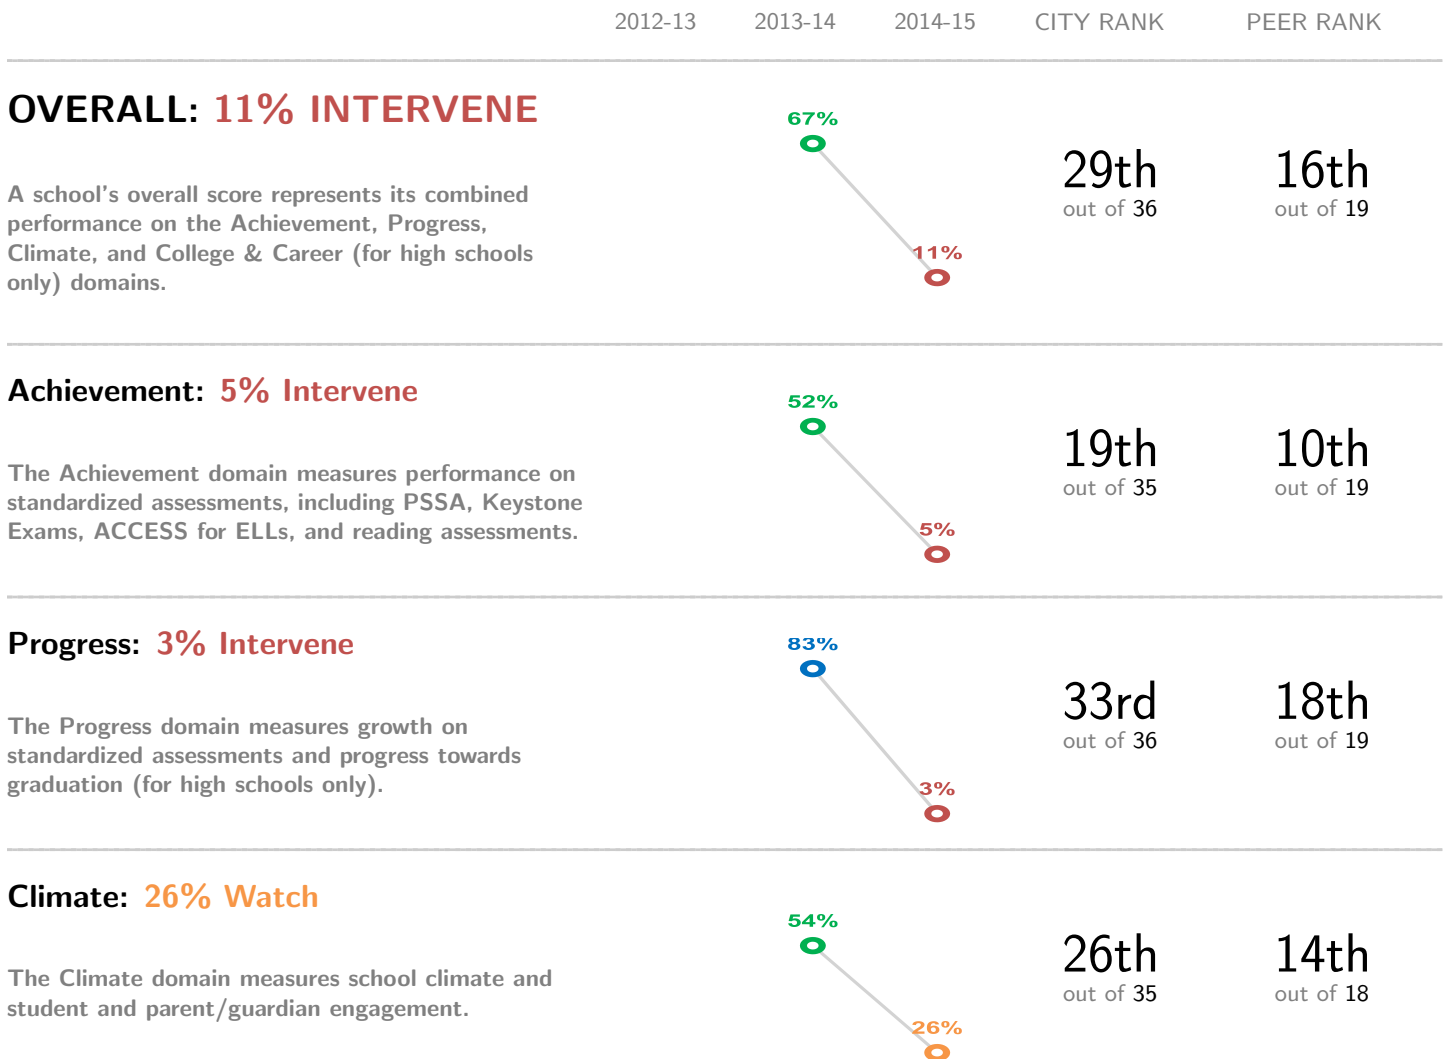 2012-13 2013-14 2014-15 CITY RANK PEER RANK
OVERALL: 11% INTERVENE
A school's overall score represents its combined
performance on the Achievement, Progress,
Climate, and College & Career (for high schools
only) domains.
67%
11%
29th
out of 36
16th
out of 19
Achievement: 5% Intervene
The Achievement domain measures performance on
standardized assessments, including PSSA, Keystone
Exams, ACCESS for ELLs, and reading assessments.
52%
5%
19th
out of 35
10th
out of 19
Progress: 3% Intervene
The Progress domain measures growth on
standardized assessments and progress towards
graduation (for high schools only).
83%
3%
33rd
out of 36
18th
out of 19
Climate: 26% Watch
The Climate domain measures school climate and
student and parent/guardian engagement.
54%
26%
26th
out of 35
14th
out of 18